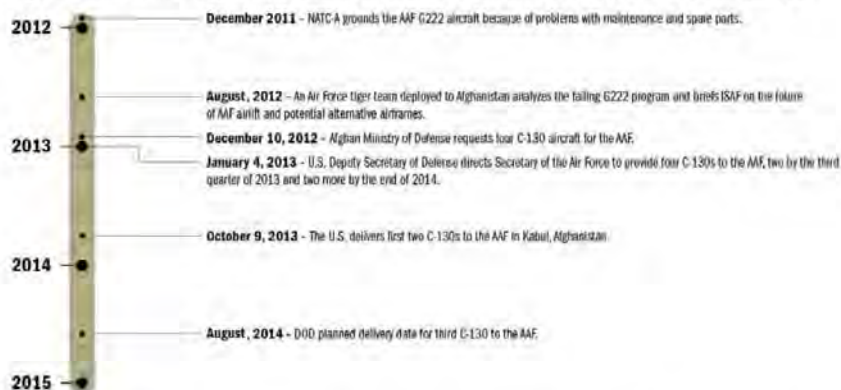 2012
December 2011 – NATC-A grounds the AAF G222 aircraft because of problems with maintenance and spare parts.
August, 2012 – An Air Force tiger team deployed to Afghanistan analyzes the failing G222 program and briefs ISAF on the future
of AAF airlift and potential alternative airframes.
December 10, 2012 – Afghan Ministry of Defense requests four C-130 aircraft for the AAF.
2013
January 4, 2013 – U.S. Deputy Secretary of Defense directs Secretary of the Air Force to provide four C-130s to the AAF, two by the third
quarter of 2013 and two more by the end of 2014.
October 9, 2013 – The U.S. delivers first two C-130s to the AAF in Kabul, Afghanistan
2014
August, 2014 – DOD planned delivery date for third C-130 to the AAF.
2015